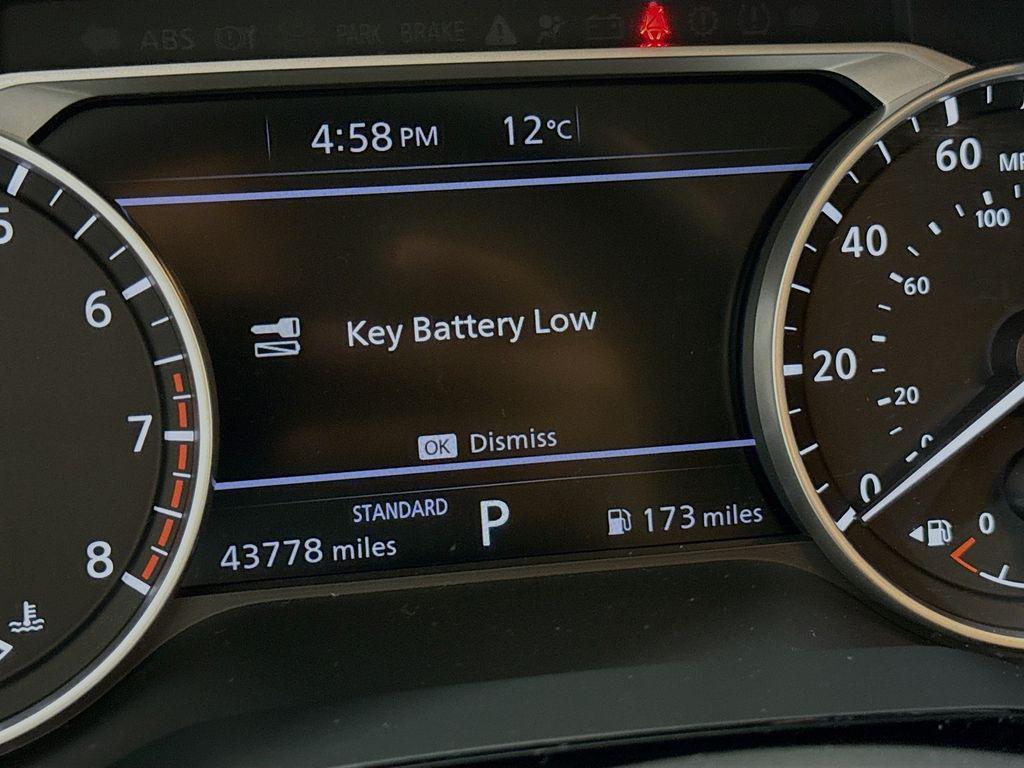 ABS PARK BRAKE
4:58 PM 12°C
Key Battery Low
OK Dismiss
STANDARD P
43778 miles 173 miles
5
6
7
8
60
100
40
60
20
20
0
0
0